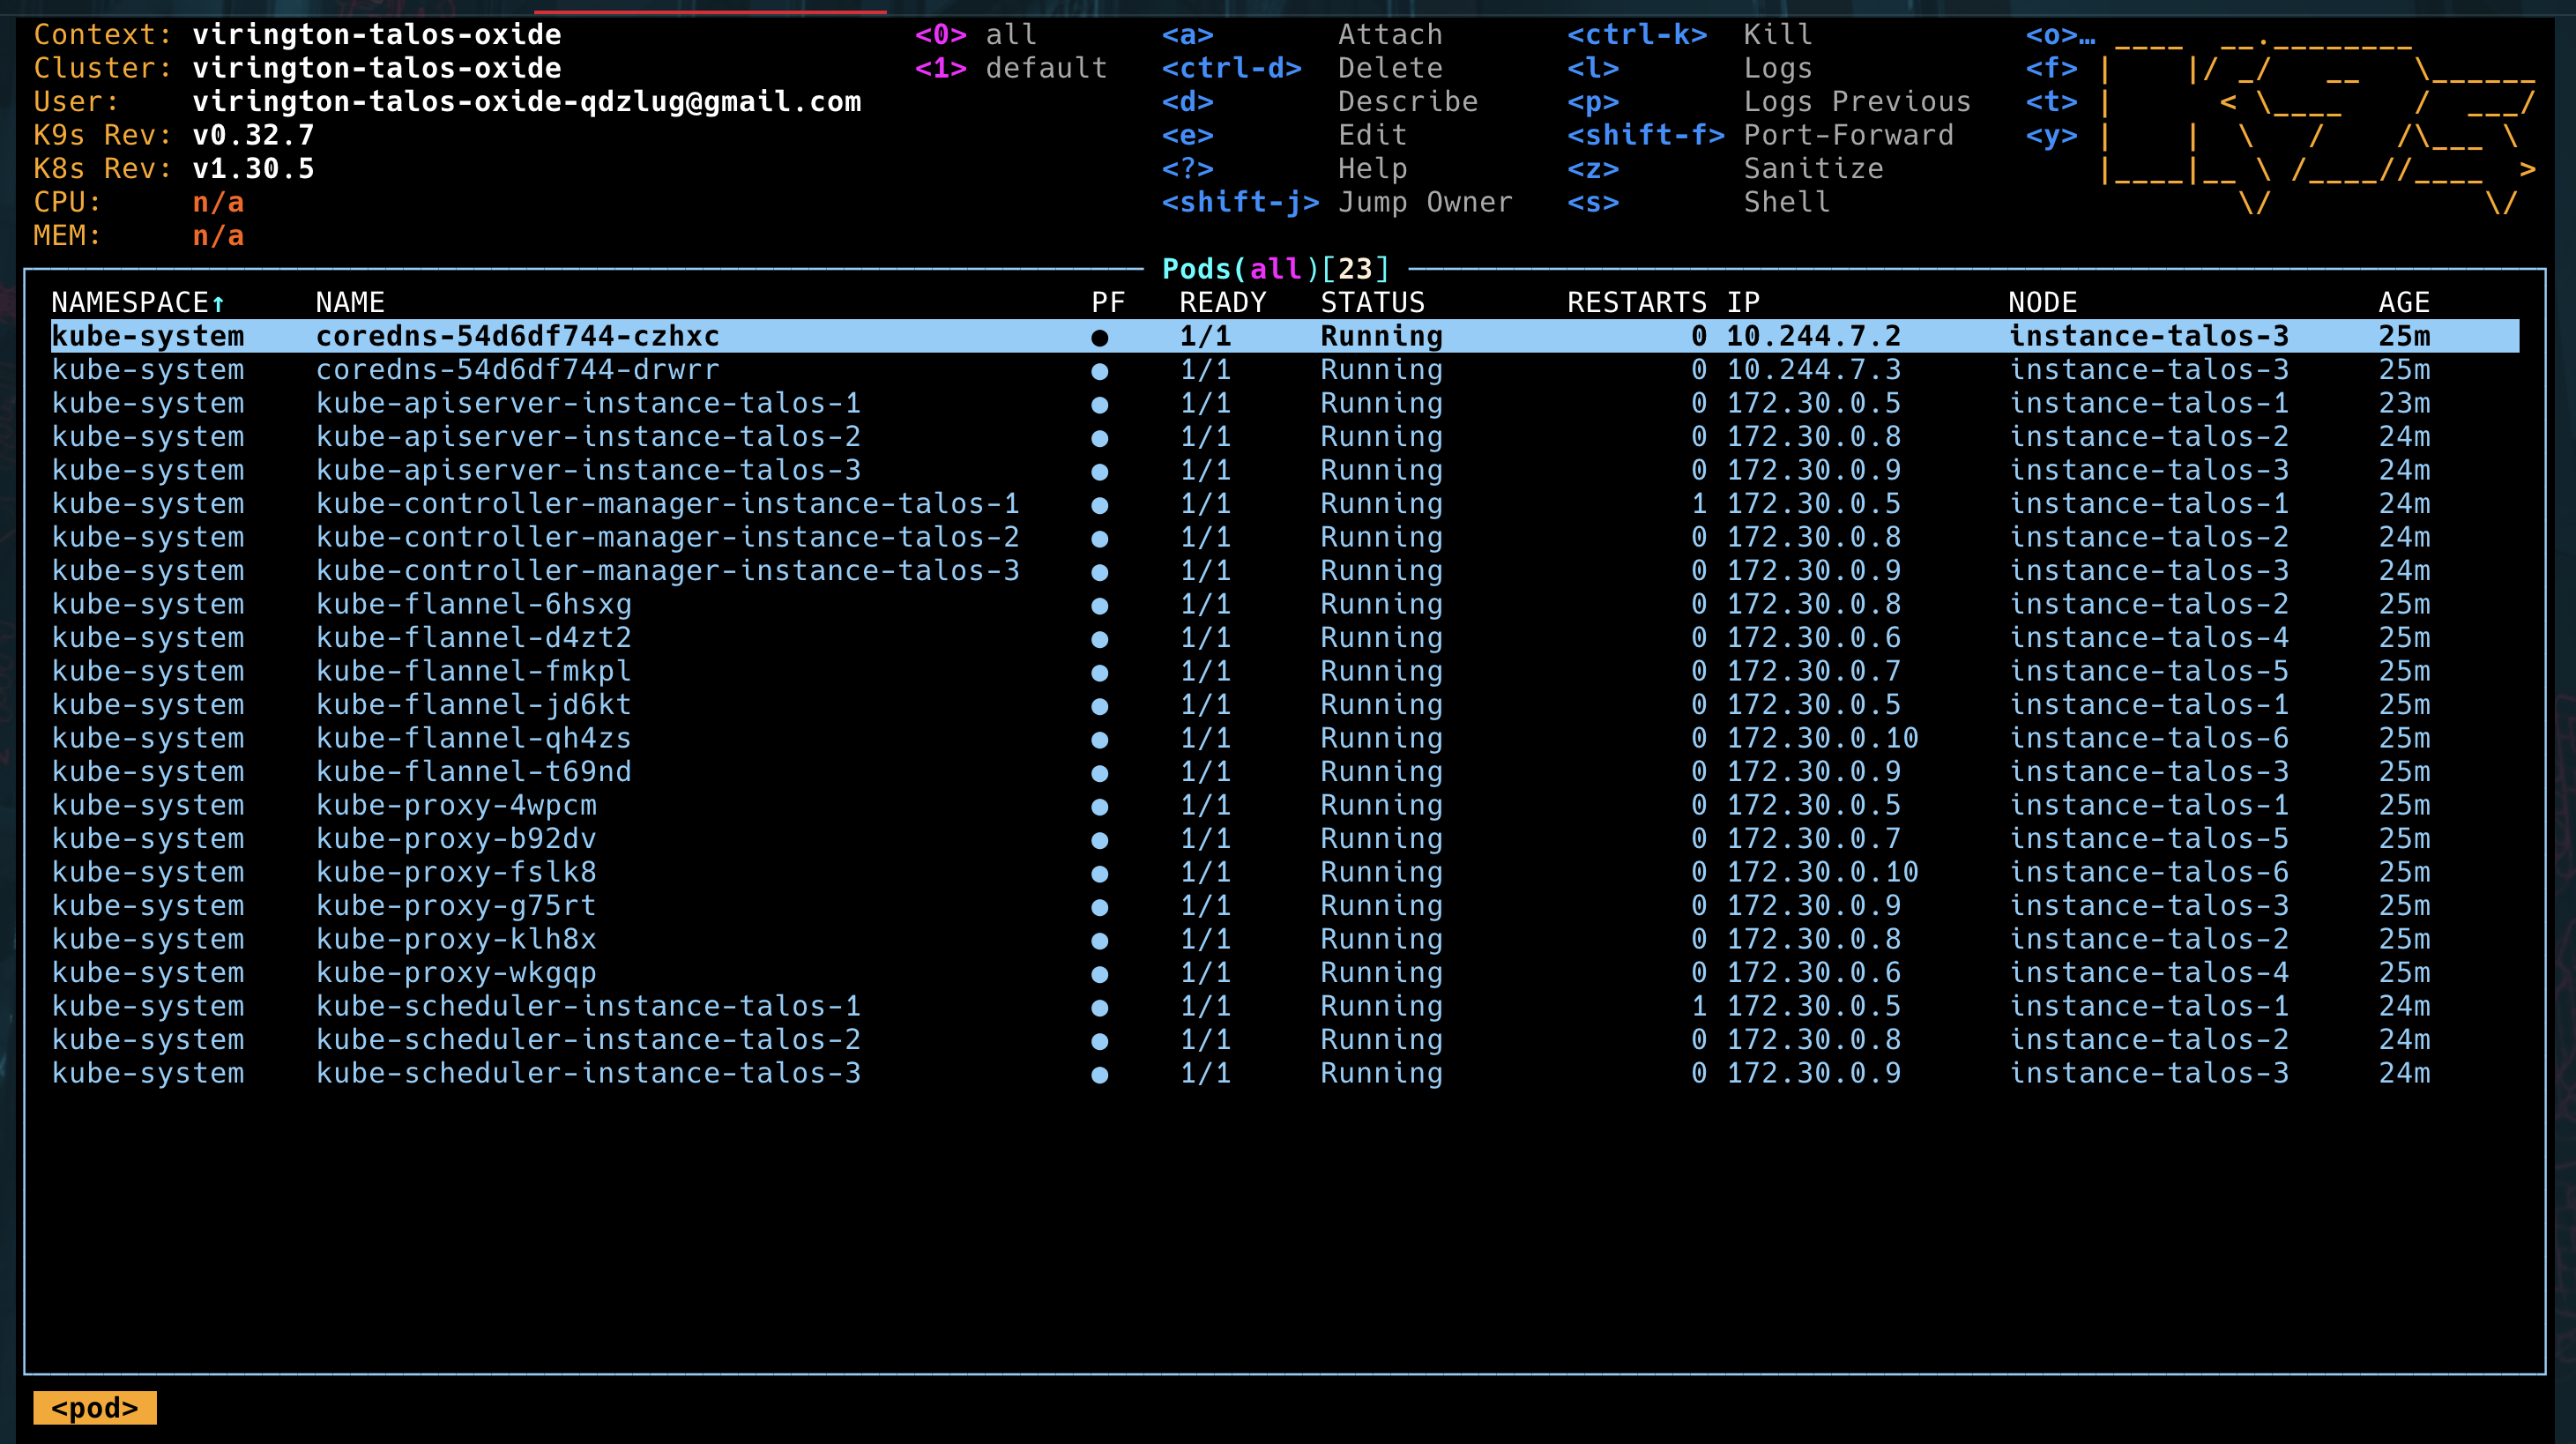 Context: virington-talos-oxide <0> all <a> Attach <ctrl-k> Kill <o>…
Cluster: virington-talos-oxide <1> default <ctrl-d> Delete <l> Logs <f>
User: virington-talos-oxide-qdzlug@gmail.com <d> Describe <p> Logs Previous <t>
K9s Rev: v0.32.7 <e> Edit <shift-f> Port-Forward <y>
K8s Rev: v1.30.5 <?> Help <z> Sanitize
CPU: n/a <shift-j> Jump Owner <s> Shell
MEM: n/a
Pods(all)[23]
NAMESPACE↑ NAME PF READY STATUS RESTARTS IP NODE AGE
kube-system coredns-54d6df744-czhxc ● 1/1 Running 0 10.244.7.2 instance-talos-3 25m
kube-system coredns-54d6df744-drwrr ● 1/1 Running 0 10.244.7.3 instance-talos-3 25m
kube-system kube-apiserver-instance-talos-1 ● 1/1 Running 0 172.30.0.5 instance-talos-1 23m
kube-system kube-apiserver-instance-talos-2 ● 1/1 Running 0 172.30.0.8 instance-talos-2 24m
kube-system kube-apiserver-instance-talos-3 ● 1/1 Running 0 172.30.0.9 instance-talos-3 24m
kube-system kube-controller-manager-instance-talos-1 ● 1/1 Running 1 172.30.0.5 instance-talos-1 24m
kube-system kube-controller-manager-instance-talos-2 ● 1/1 Running 0 172.30.0.8 instance-talos-2 24m
kube-system kube-controller-manager-instance-talos-3 ● 1/1 Running 0 172.30.0.9 instance-talos-3 24m
kube-system kube-flannel-6hsxg ● 1/1 Running 0 172.30.0.8 instance-talos-2 25m
kube-system kube-flannel-d4zt2 ● 1/1 Running 0 172.30.0.6 instance-talos-4 25m
kube-system kube-flannel-fmkpl ● 1/1 Running 0 172.30.0.7 instance-talos-5 25m
kube-system kube-flannel-jd6kt ● 1/1 Running 0 172.30.0.5 instance-talos-1 25m
kube-system kube-flannel-qh4zs ● 1/1 Running 0 172.30.0.10 instance-talos-6 25m
kube-system kube-flannel-t69nd ● 1/1 Running 0 172.30.0.9 instance-talos-3 25m
kube-system kube-proxy-4wpcm ● 1/1 Running 0 172.30.0.5 instance-talos-1 25m
kube-system kube-proxy-b92dv ● 1/1 Running 0 172.30.0.7 instance-talos-5 25m
kube-system kube-proxy-fslk8 ● 1/1 Running 0 172.30.0.10 instance-talos-6 25m
kube-system kube-proxy-g75rt ● 1/1 Running 0 172.30.0.9 instance-talos-3 25m
kube-system kube-proxy-klh8x ● 1/1 Running 0 172.30.0.8 instance-talos-2 25m
kube-system kube-proxy-wkgqp ● 1/1 Running 0 172.30.0.6 instance-talos-4 25m
kube-system kube-scheduler-instance-talos-1 ● 1/1 Running 1 172.30.0.5 instance-talos-1 24m
kube-system kube-scheduler-instance-talos-2 ● 1/1 Running 0 172.30.0.8 instance-talos-2 24m
kube-system kube-scheduler-instance-talos-3 ● 1/1 Running 0 172.30.0.9 instance-talos-3 24m
<pod>